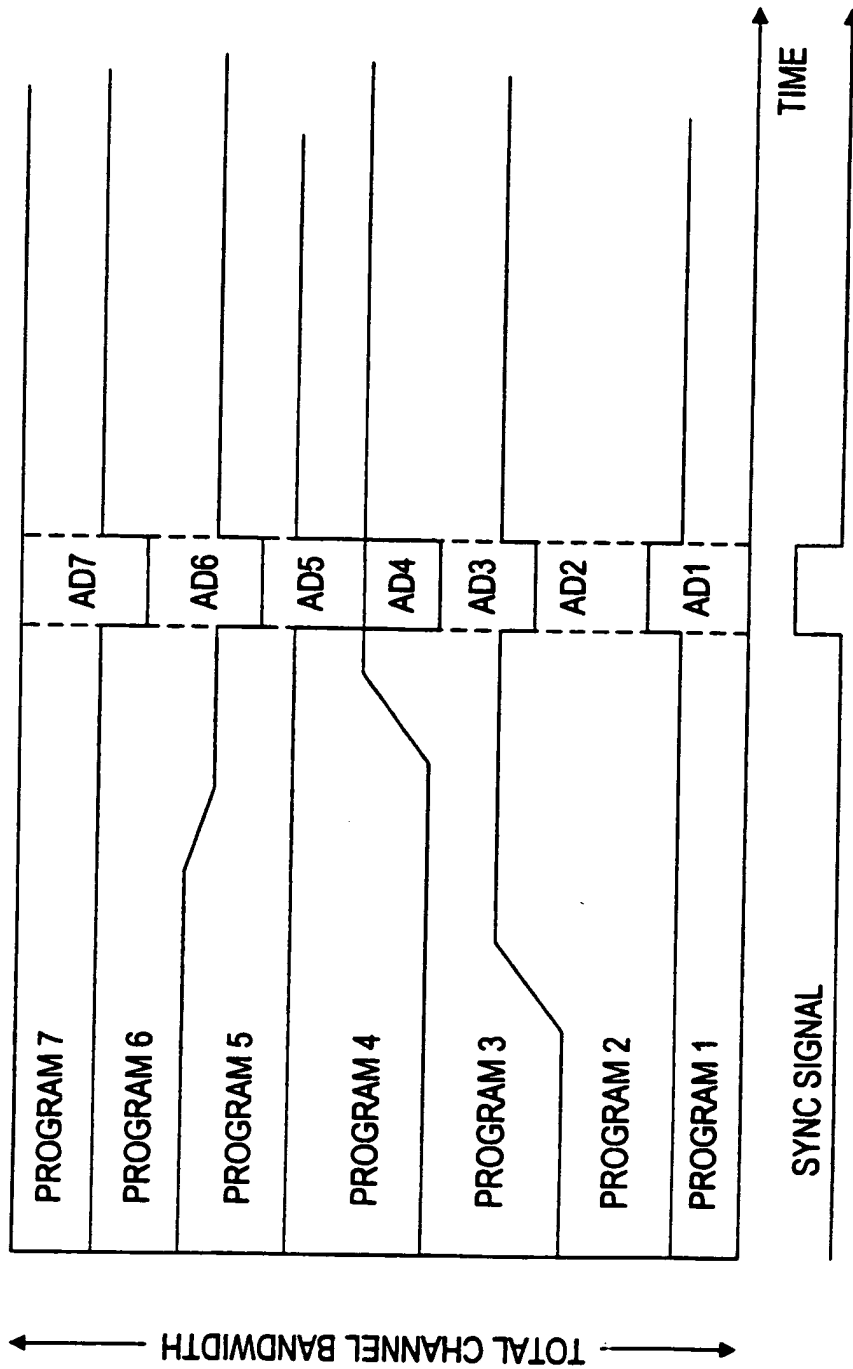 TOTAL CHANNEL BANDWIDTH
PROGRAM 7
PROGRAM 6
PROGRAM 5
PROGRAM 4
PROGRAM 3
PROGRAM 2
PROGRAM 1
AD7
AD6
AD5
AD4
AD3
AD2
AD1
TIME
SYNC SIGNAL